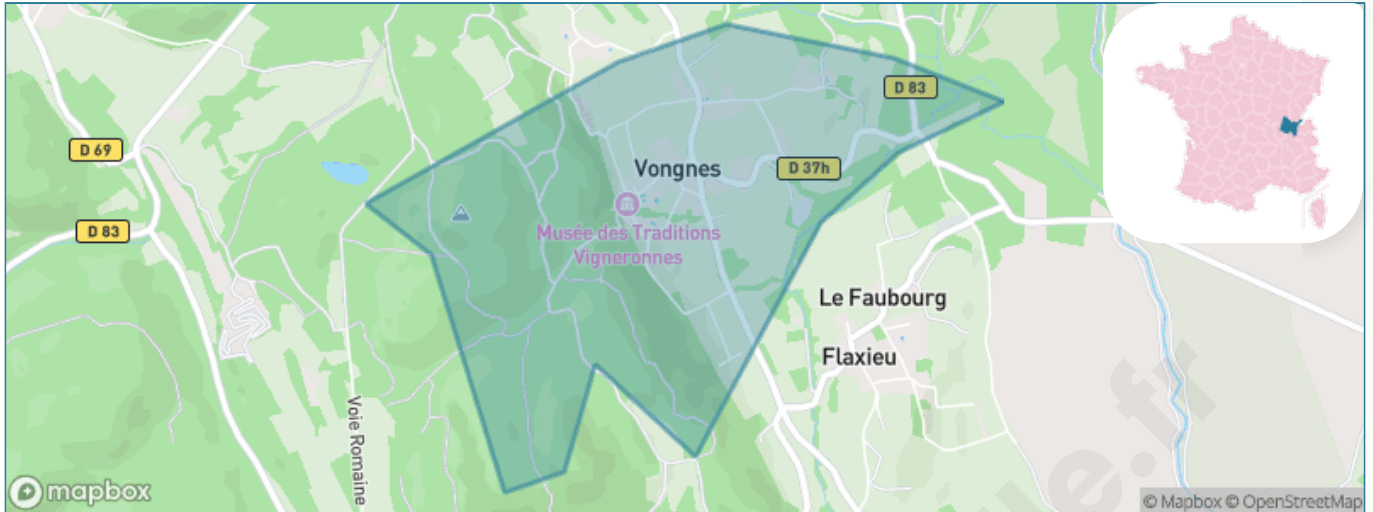 D 83
D 69
Vongnes
D 37h
Musée des Traditions
Vigneronnes
D 83
Le Faubourg
Flaxieu
Voie Romaine
mapbox
© Mapbox © OpenStreetMap